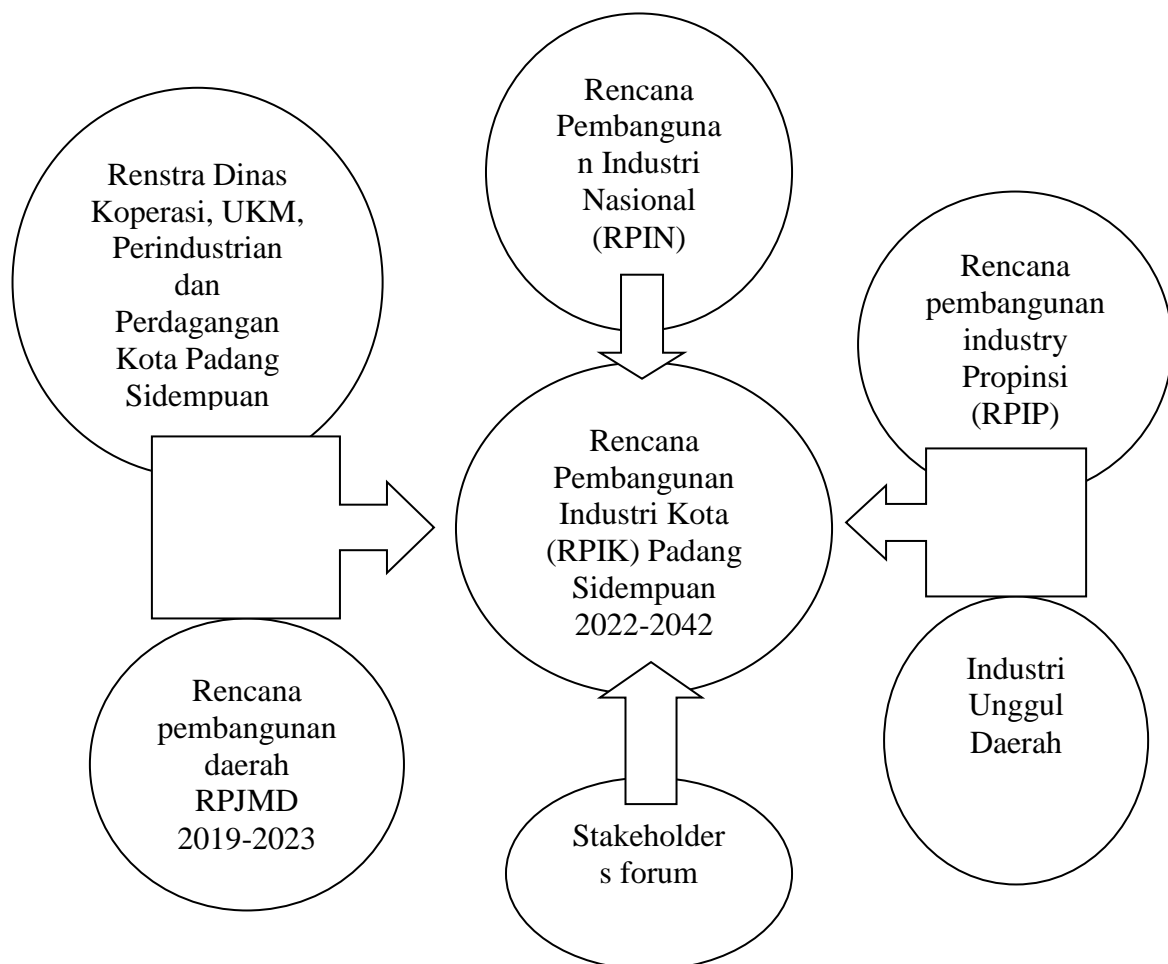 Rencana
Pembanguna
n Industri
Nasional
(RPIN)
Renstra Dinas
Koperasi, UKM,
Perindustrian
dan
Perdagangan
Kota Padang
Sidempuan
Rencana
pembangunan
industry
Propinsi
(RPIP)
Rencana
Pembangunan
Industri Kota
(RPIK) Padang
Sidempuan
2022-2042
Rencana
pembangunan
daerah
RPJMD
2019-2023
Industri
Unggul
Daerah
Stakeholder
s forum